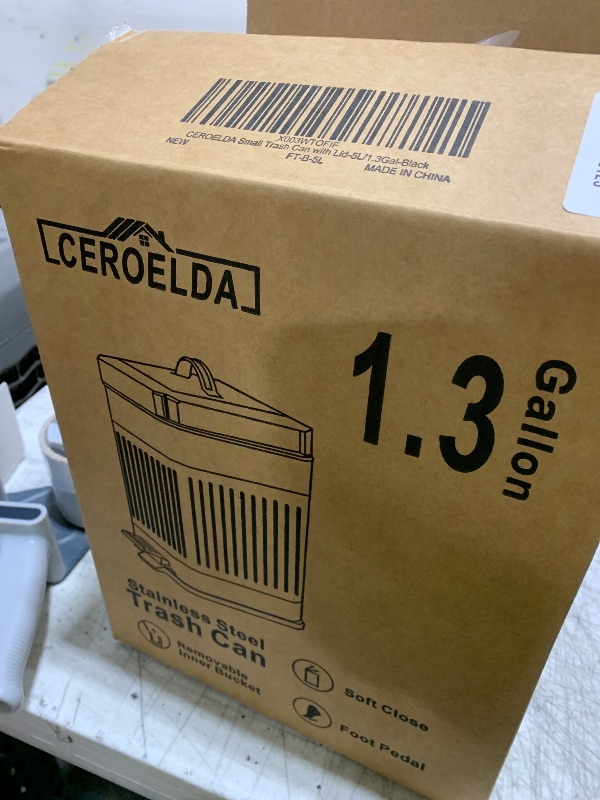 X003WTOFIF
CEROELDA Small Trash Can with Lid-5L/1.3Gal-Black
NEW
FT-B-5L
MADE IN CHINA
CEROELDA
1.3
Gallon
Stainless Steel
Trash Can
Removable
Inner Bucket
Soft Close
Foot Pedal